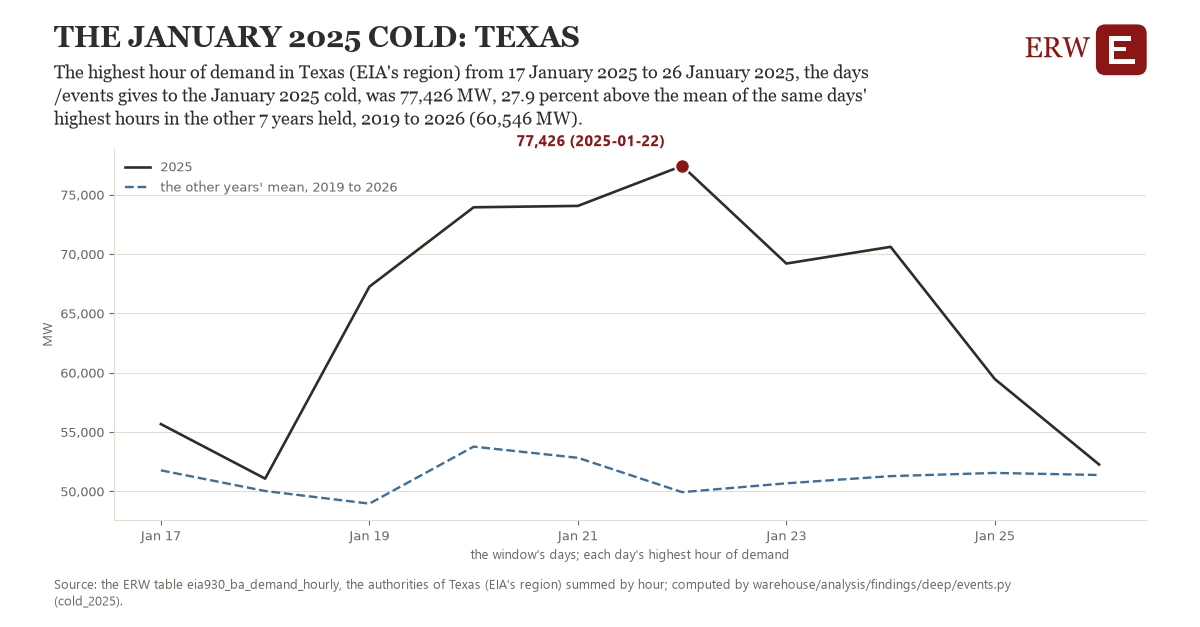 THE JANUARY 2025 COLD: TEXAS
ERW E
The highest hour of demand in Texas (EIA's region) from 17 January 2025 to 26 January 2025, the days
/events gives to the January 2025 cold, was 77,426 MW, 27.9 percent above the mean of the same days'
highest hours in the other 7 years held, 2019 to 2026 (60,546 MW).
77,426 (2025-01-22)
2025
the other years' mean, 2019 to 2026
75,000
70,000
65,000
60,000
55,000
50,000
MW
Jan 17
Jan 19
Jan 21
Jan 23
Jan 25
the window's days; each day's highest hour of demand
Source: the ERW table eia930_ba_demand_hourly, the authorities of Texas (EIA's region) summed by hour; computed by warehouse/analysis/findings/deep/events.py
(cold_2025).